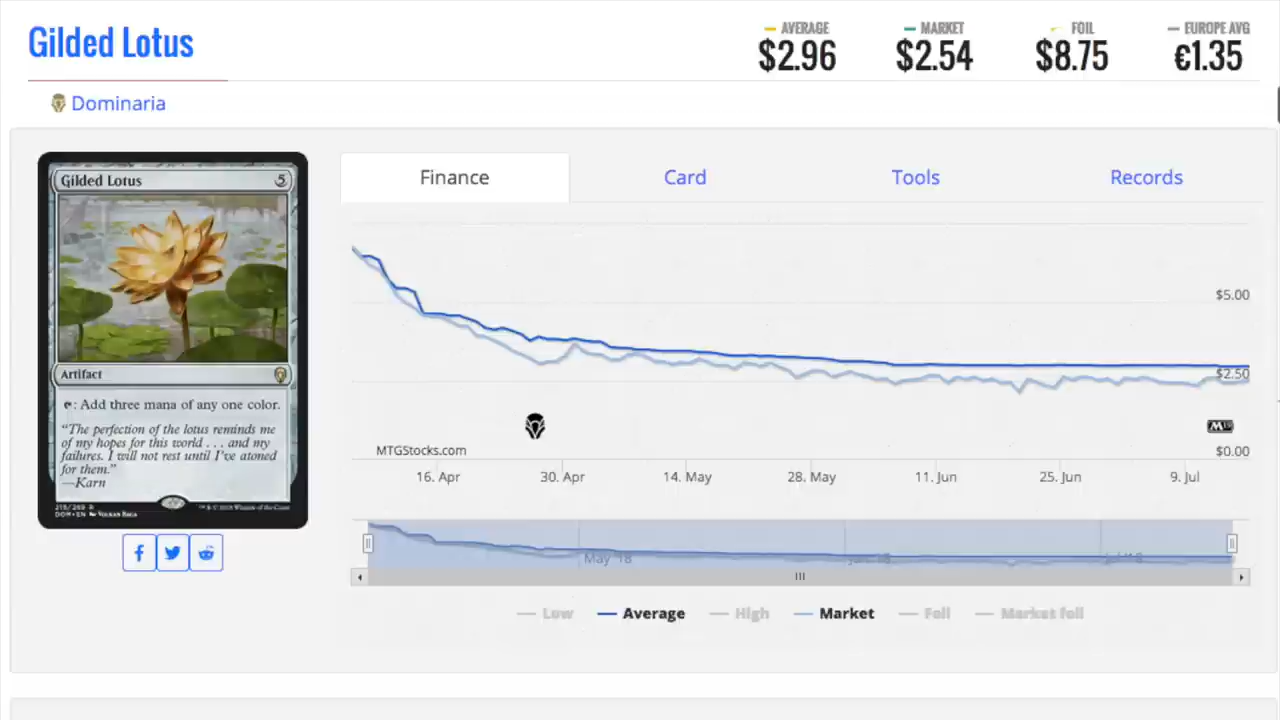 Gilded Lotus
AVERAGE
$2.96
MARKET
$2.54
FOIL
$8.75
EUROPE AVG
€1.35
Dominaria
Gilded Lotus 5
Artifact
: Add three mana of any one color.
“The perfection of the lotus reminds me
of my hopes for this world . . . and my
failures. I will not rest until I’ve atoned
for them.”
—Karn
Finance
Card
Tools
Records
$5.00
$2.50
$0.00
MTGStocks.com
16. Apr
30. Apr
14. May
28. May
11. Jun
25. Jun
9. Jul
May '18
Low
Average
High
Market
Foil
Market foil